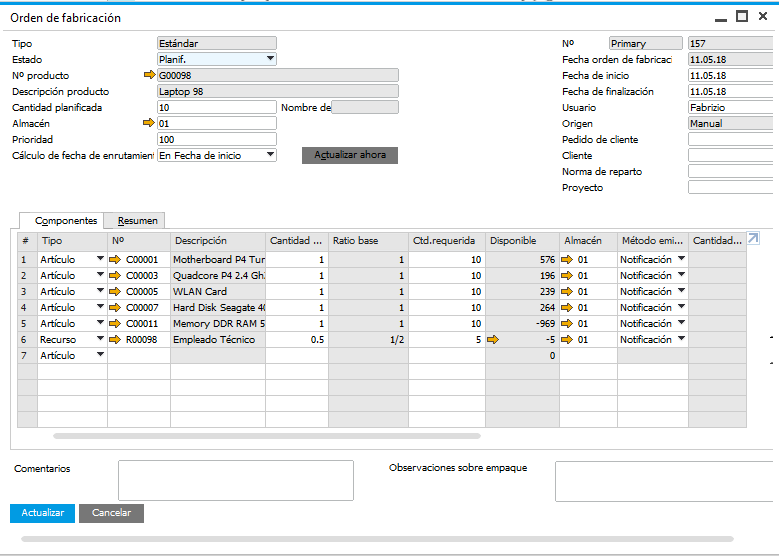 Orden de fabricación
Tipo Estándar Nº Primary 157
Estado Planif. Fecha orden de fabricaci 11.05.18
Nº producto G00098 Fecha de inicio 11.05.18
Descripción producto Laptop 98 Fecha de finalización 11.05.18
Cantidad planificada 10 Nombre de Usuario Fabrizio
Almacén 01 Origen Manual
Prioridad 100 Pedido de cliente
Cálculo de fecha de enrutamien En Fecha de inicio Actualizar ahora Cliente
Norma de reparto
Proyecto
Componentes Resumen
# Tipo Nº Descripción Cantidad ... Ratio base Ctd.requerida Disponible Almacén Método emi... Cantidad...
1 Artículo C00001 Motherboard P4 Tur 1 1 10 576 01 Notificación
2 Artículo C00003 Quadcore P4 2.4 Gh 1 1 10 196 01 Notificación
3 Artículo C00005 WLAN Card 1 1 10 239 01 Notificación
4 Artículo C00007 Hard Disk Seagate 40 1 1 10 264 01 Notificación
5 Artículo C00011 Memory DDR RAM 5 1 1 10 -969 01 Notificación
6 Recurso R00098 Empleado Técnico 0.5 1/2 5 -5 01 Notificación
7 Artículo 0
Comentarios Observaciones sobre empaque
Actualizar Cancelar